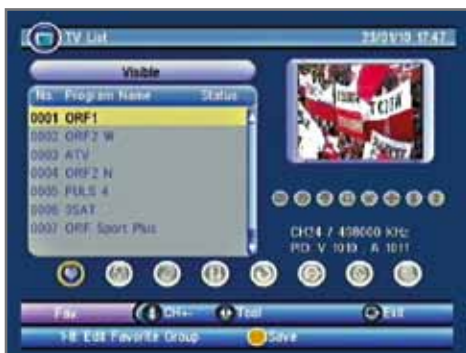 TV List
23/01/10 17:47
Visible
No. Program Name Status
0001 ORF1
0002 ORF2 W
0003 ATV
0004 ORF2 N
0005 PULS 4
0006 3SAT
0007 ORF Sport Plus
CH24 / 498000 KHz
PID: V 1010 , A 1011
Fav CH+- Tool Exit
1-8: Edit Favorite Group Save